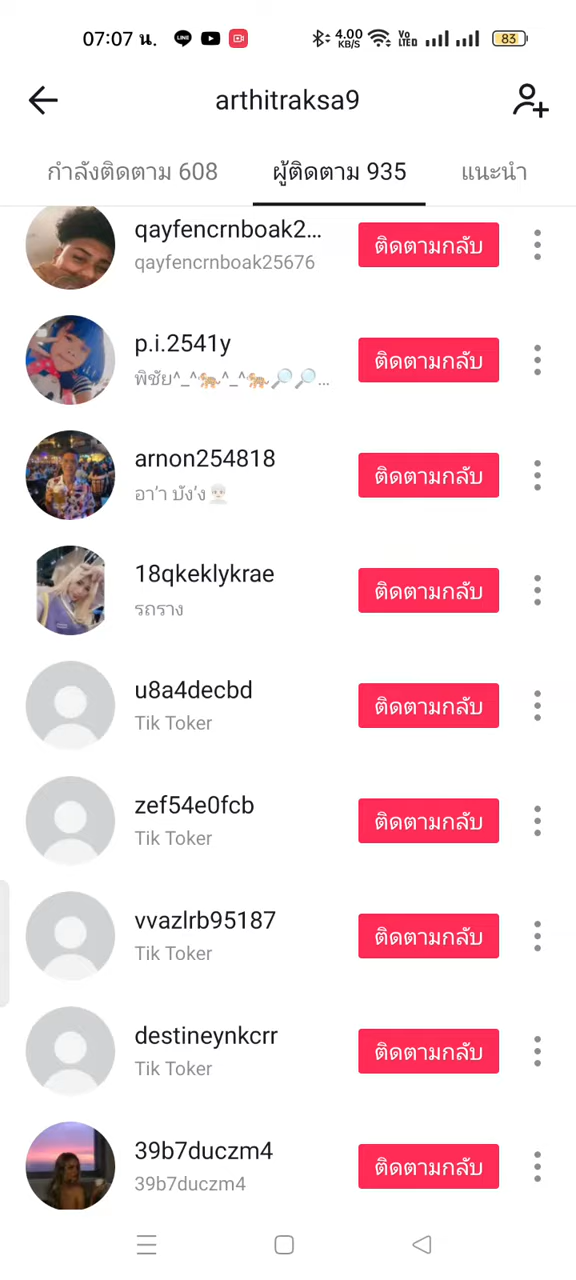 07:07 น. LINE 4.00 KB/S Vo LTED 83
arthitraksa9
กำลังติดตาม 608 ผู้ติดตาม 935 แนะนำ
qayfencrnboak2... ติดตามกลับ
qayfencrnboak25676
p.i.2541y ติดตามกลับ
พิชัย^_^🐅^_^🐅🔎🔎...
arnon254818 ติดตามกลับ
อา'า บัง'ง👨🏻‍🦳
18qkeklykrae ติดตามกลับ
รถราง
u8a4decbd ติดตามกลับ
Tik Toker
zef54e0fcb ติดตามกลับ
Tik Toker
vvazlrb95187 ติดตามกลับ
Tik Toker
destineynkcrr ติดตามกลับ
Tik Toker
39b7duczm4 ติดตามกลับ
39b7duczm4